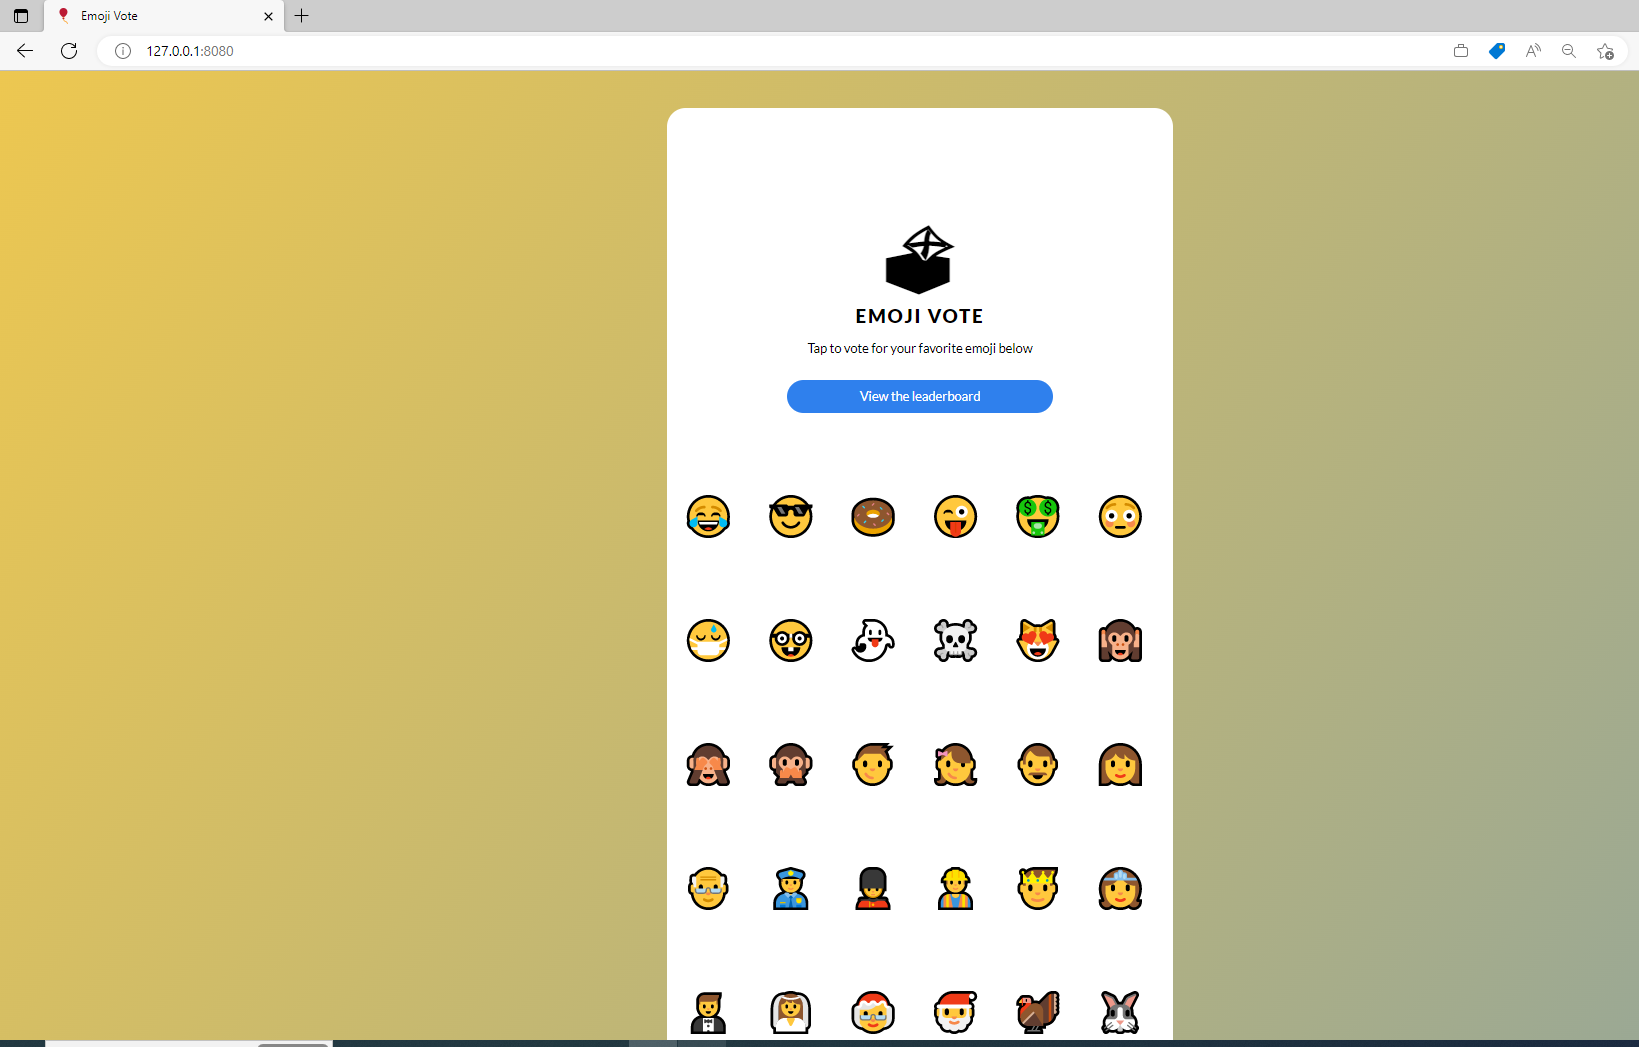 Emoji Vote
127.0.0.1:8080
EMOJI VOTE
Tap to vote for your favorite emoji below
View the leaderboard